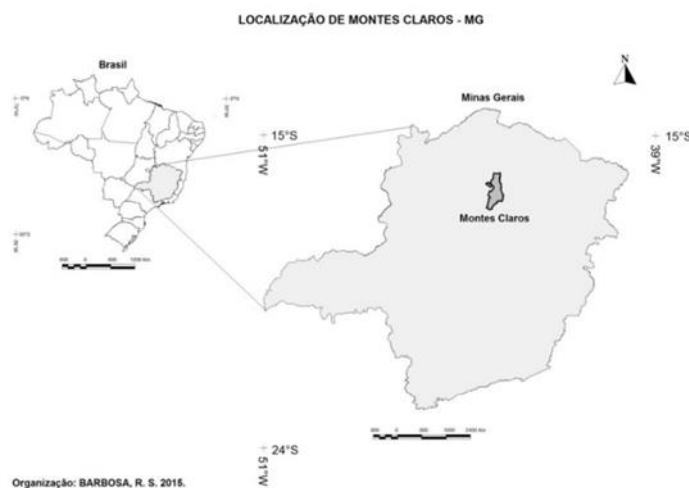 LOCALIZAÇÃO DE MONTES CLAROS - MG
N
Brasil
Minas Gerais
15°S
51°W
15°S
39°W
Montes Claros
24°S
51°W
Organização: BARBOSA, R. S. 2015.